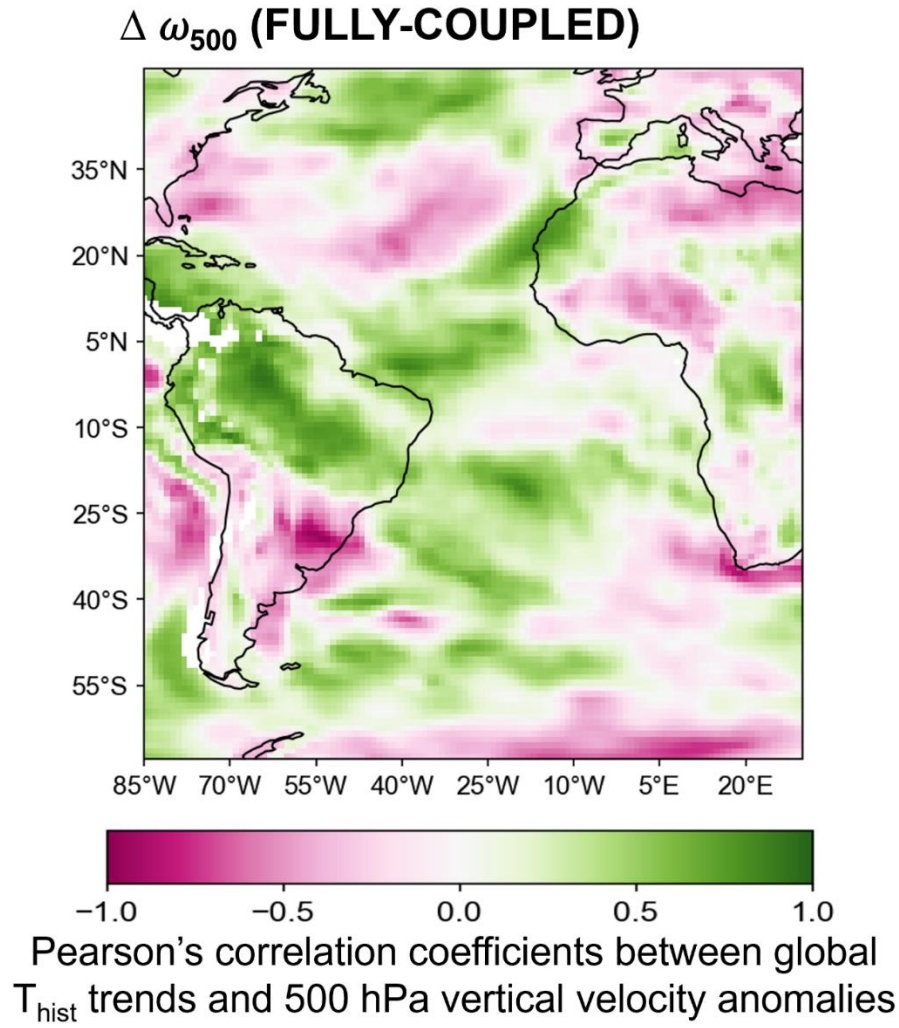 Δ ω500 (FULLY-COUPLED)
35°N
20°N
5°N
10°S
25°S
40°S
55°S
85°W 70°W 55°W 40°W 25°W 10°W 5°E 20°E
−1.0 −0.5 0.0 0.5 1.0
Pearson’s correlation coefficients between global
Thist trends and 500 hPa vertical velocity anomalies